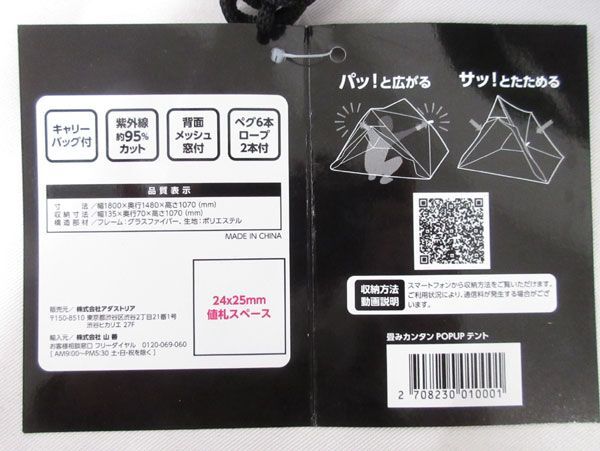 キャリー
バッグ付
紫外線
約95%
カット
背面
メッシュ
窓付
ペグ6本
ロープ
2本付
品質表示
寸　法／幅1800×奥行1480×高さ1070 (mm)
収納寸法／幅135×奥行70×高さ1070 (mm)
構造部材／フレーム：グラスファイバー、生地：ポリエステル
MADE IN CHINA
24x25mm
値札スペース
販売元／株式会社アダストリア
〒150-8510 東京都渋谷区渋谷2丁目21番1号
渋谷ヒカリエ 27F
輸入元／株式会社 山善
お客様相談窓口 フリーダイヤル 0120-069-060
[ AM9:00〜PM5:30 土・日・祝を除く ]
パッ！と広がる
サッ！とたためる
収納方法
動画説明
スマートフォンから収納方法をご覧いただけます。
ご利用状況により、通信料が発生する場合がござ
います。
畳みカンタン POPUP テント
2 708230 010001